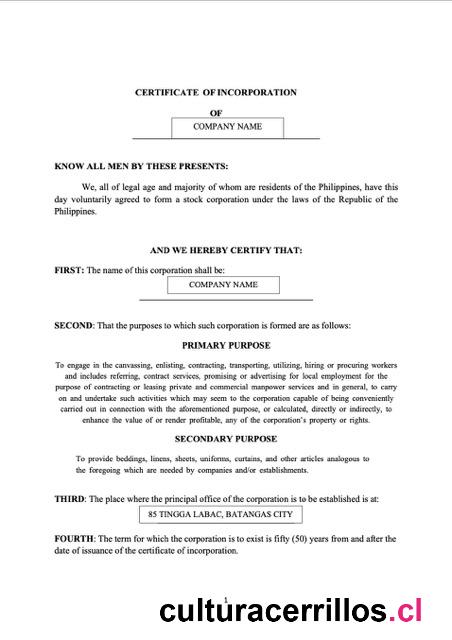 CERTIFICATE OF INCORPORATION
OF
COMPANY NAME
KNOW ALL MEN BY THESE PRESENTS:
We, all of legal age and majority of whom are residents of the Philippines, have this
day voluntarily agreed to form a stock corporation under the laws of the Republic of the
Philippines.
AND WE HEREBY CERTIFY THAT:
FIRST: The name of this corporation shall be:
COMPANY NAME
SECOND: That the purposes to which such corporation is formed are as follows:
PRIMARY PURPOSE
To engage in the canvassing, enlisting, contracting, transporting, utilizing, hiring or procuring workers
and includes referring, contract services, promising or advertising for local employment for the
purpose of contracting or leasing private and commercial manpower services and in general, to carry
on and undertake such activities which may seem to the corporation capable of being conveniently
carried out in connection with the aforementioned purpose, or calculated, directly or indirectly, to
enhance the value of or render profitable, any of the corporation's property or rights.
SECONDARY PURPOSE
To provide beddings, linens, sheets, uniforms, curtains, and other articles analogous to
the foregoing which are needed by companies and/or establishments.
THIRD: The place where the principal office of the corporation is to be established is at:
85 TINGGA LABAC, BATANGAS CITY
FOURTH: The term for which the corporation is to exist is fifty (50) years from and after the
date of issuance of the certificate of incorporation.
1
culturacerrillos.cl